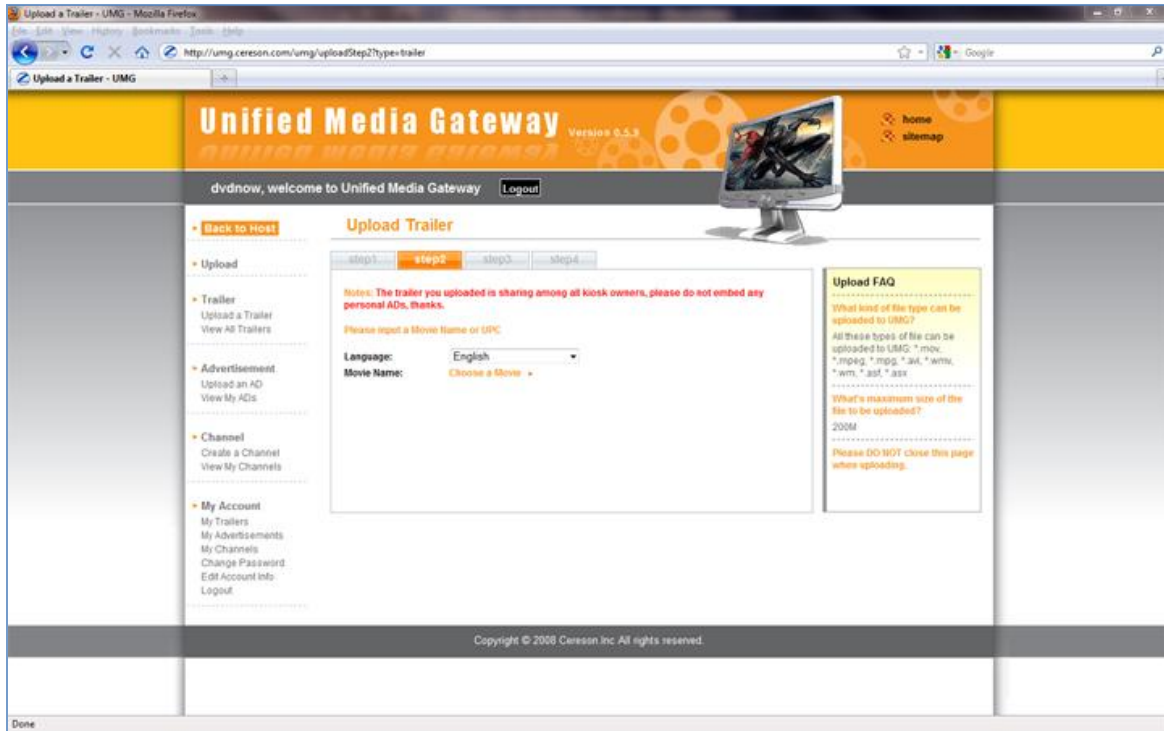 Upload a Trailer - UMG - Mozilla Firefox
File Edit View History Bookmarks Tools Help
http://umg.cereson.com/umg/uploadStep2?type=trailer
Google
Upload a Trailer - UMG
Unified Media Gateway Version 0.5.9
home
sitemap
dvdnow, welcome to Unified Media Gateway Logout
Back to Host
Upload
Trailer
Upload a Trailer
View All Trailers
Advertisement
Upload an AD
View My ADs
Channel
Create a Channel
View My Channels
My Account
My Trailers
My Advertisements
My Channels
Change Password
Edit Account Info
Logout
Upload Trailer
step1 step2 step3 step4
Notes: The trailer you uploaded is sharing among all kiosk owners, please do not embed any
personal ADs, thanks.
Please input a Movie Name or UPC
Language: English
Movie Name: Choose a Movie
Upload FAQ
What kind of file type can be
uploaded to UMG?
All these types of file can be
uploaded to UMG: *.mov,
*.mpeg, *.mpg, *.avi, *.wmv,
*.wm, *.asf, *.asx
What's maximum size of the
file to be uploaded?
200M
Please DO NOT close this page
when uploading.
Copyright © 2008 Cereson.Inc All rights reserved.
Done